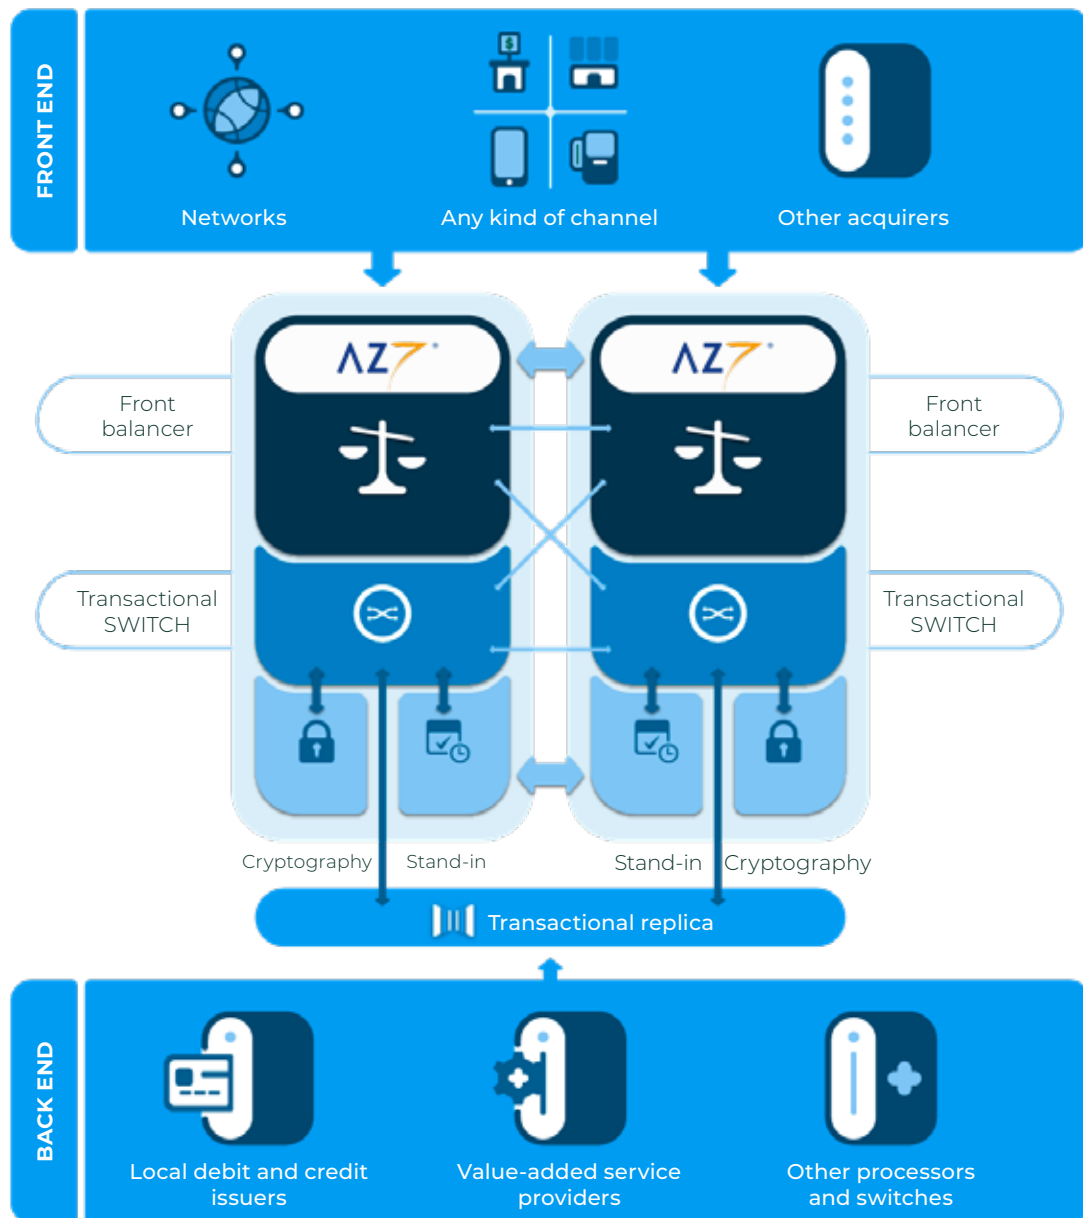 FRONT END
Networks
Any kind of channel
Other acquirers
AZ7®
AZ7®
Front
balancer
Front
balancer
Transactional
SWITCH
Transactional
SWITCH
Cryptography
Stand-in
Stand-in
Cryptography
Transactional replica
BACK END
Local debit and credit
issuers
Value-added service
providers
Other processors
and switches